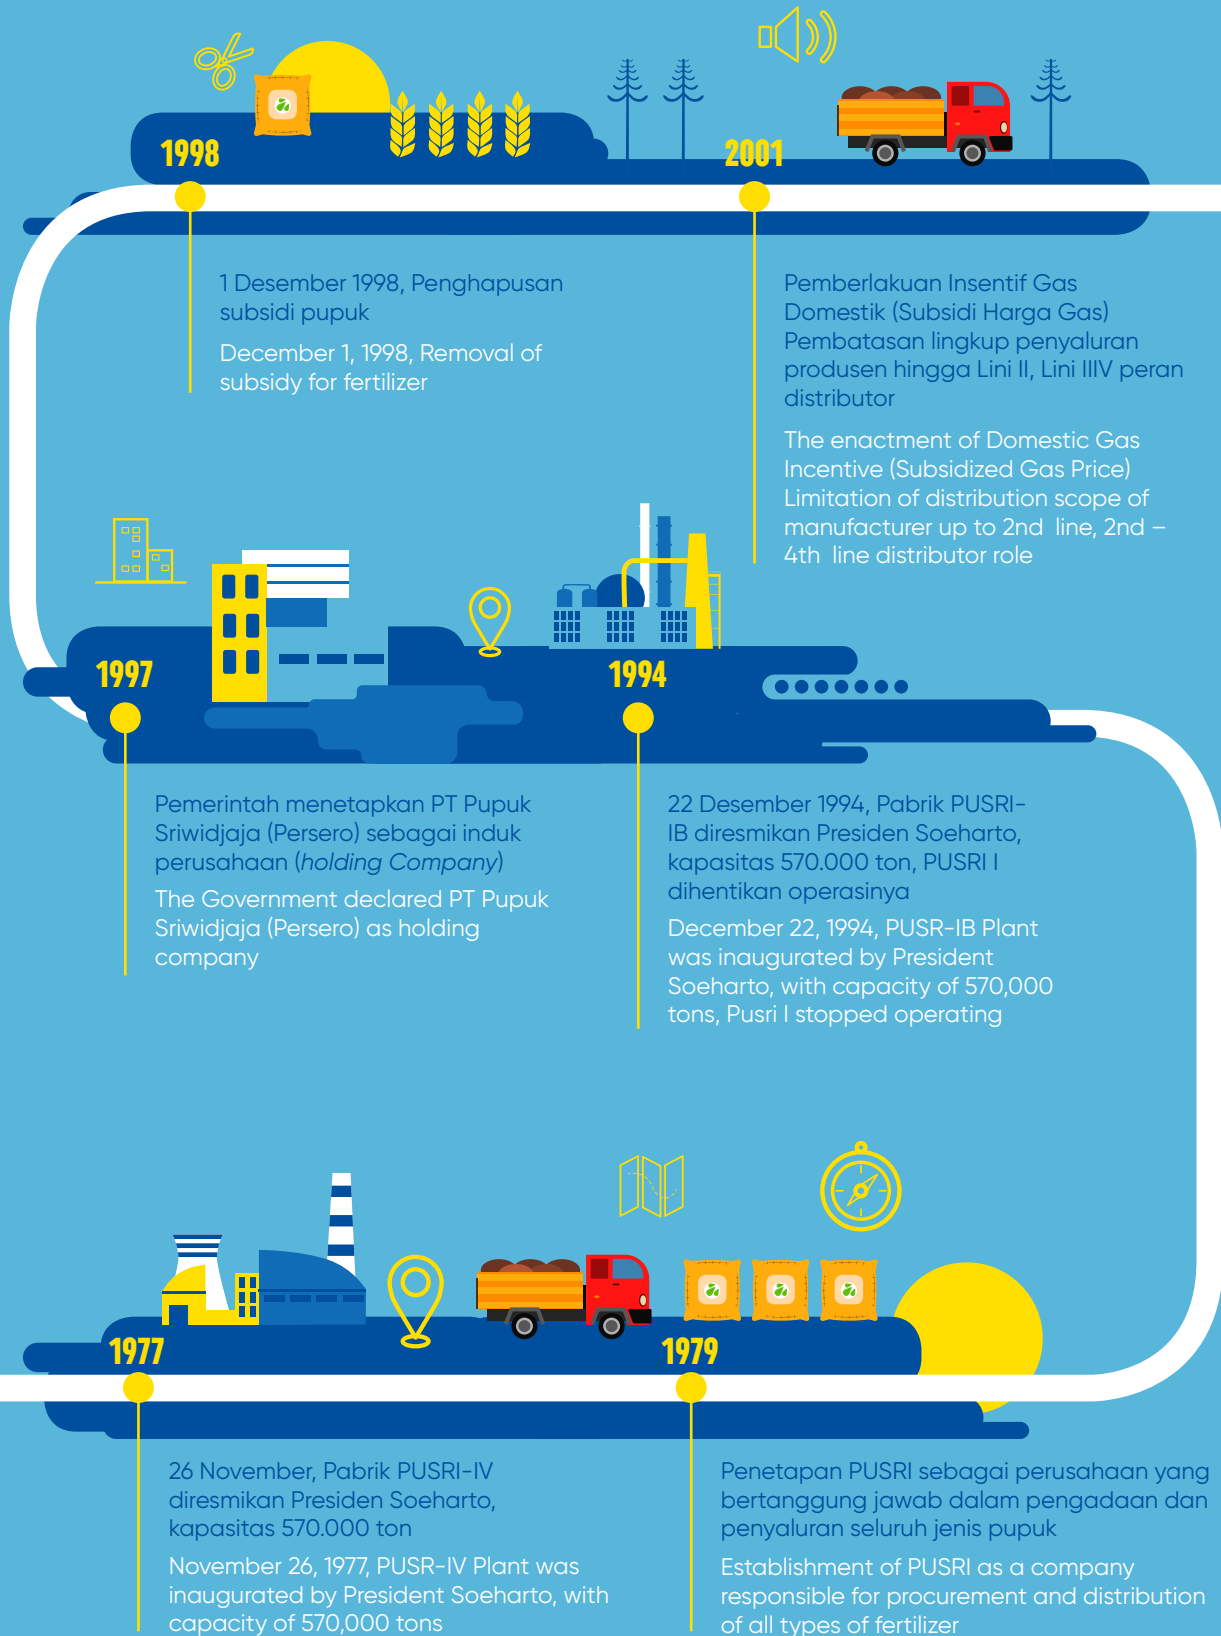 1998
1 Desember 1998, Penghapusan
subsidi pupuk
December 1, 1998, Removal of
subsidy for fertilizer
2001
Pemberlakuan Insentif Gas
Domestik (Subsidi Harga Gas)
Pembatasan lingkup penyaluran
produsen hingga Lini II, Lini IIIV peran
distributor
The enactment of Domestic Gas
Incentive (Subsidized Gas Price)
Limitation of distribution scope of
manufacturer up to 2nd line, 2nd –
4th line distributor role
1997
Pemerintah menetapkan PT Pupuk
Sriwidjaja (Persero) sebagai induk
perusahaan (holding Company)
The Government declared PT Pupuk
Sriwidjaja (Persero) as holding
company
1994
22 Desember 1994, Pabrik PUSRI-
IB diresmikan Presiden Soeharto,
kapasitas 570.000 ton, PUSRI I
dihentikan operasinya
December 22, 1994, PUSR-IB Plant
was inaugurated by President
Soeharto, with capacity of 570,000
tons, Pusri I stopped operating
1977
26 November, Pabrik PUSRI-IV
diresmikan Presiden Soeharto,
kapasitas 570.000 ton
November 26, 1977, PUSR-IV Plant was
inaugurated by President Soeharto, with
capacity of 570,000 tons
1979
Penetapan PUSRI sebagai perusahaan yang
bertanggung jawab dalam pengadaan dan
penyaluran seluruh jenis pupuk
Establishment of PUSRI as a company
responsible for procurement and distribution
of all types of fertilizer